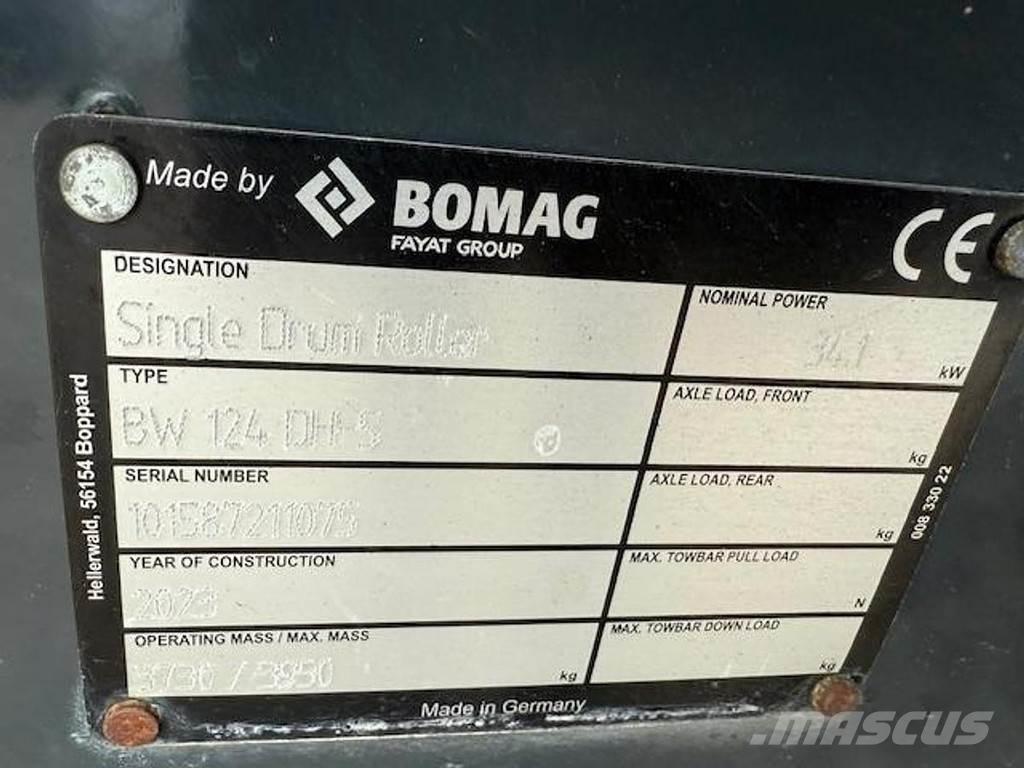 Made by BOMAG
FAYAT GROUP
CE
DESIGNATION
Single Drum Roller
NOMINAL POWER
34.1 kW
TYPE
BW 124 DH-5
AXLE LOAD, FRONT
kg
SERIAL NUMBER
101587211075
AXLE LOAD, REAR
kg
YEAR OF CONSTRUCTION
2023
MAX. TOWBAR PULL LOAD
N
OPERATING MASS / MAX. MASS
/ kg
MAX. TOWBAR DOWN LOAD
kg
Made in Germany
Hellerwald, 56154 Boppard
008 330 22
MASCUS